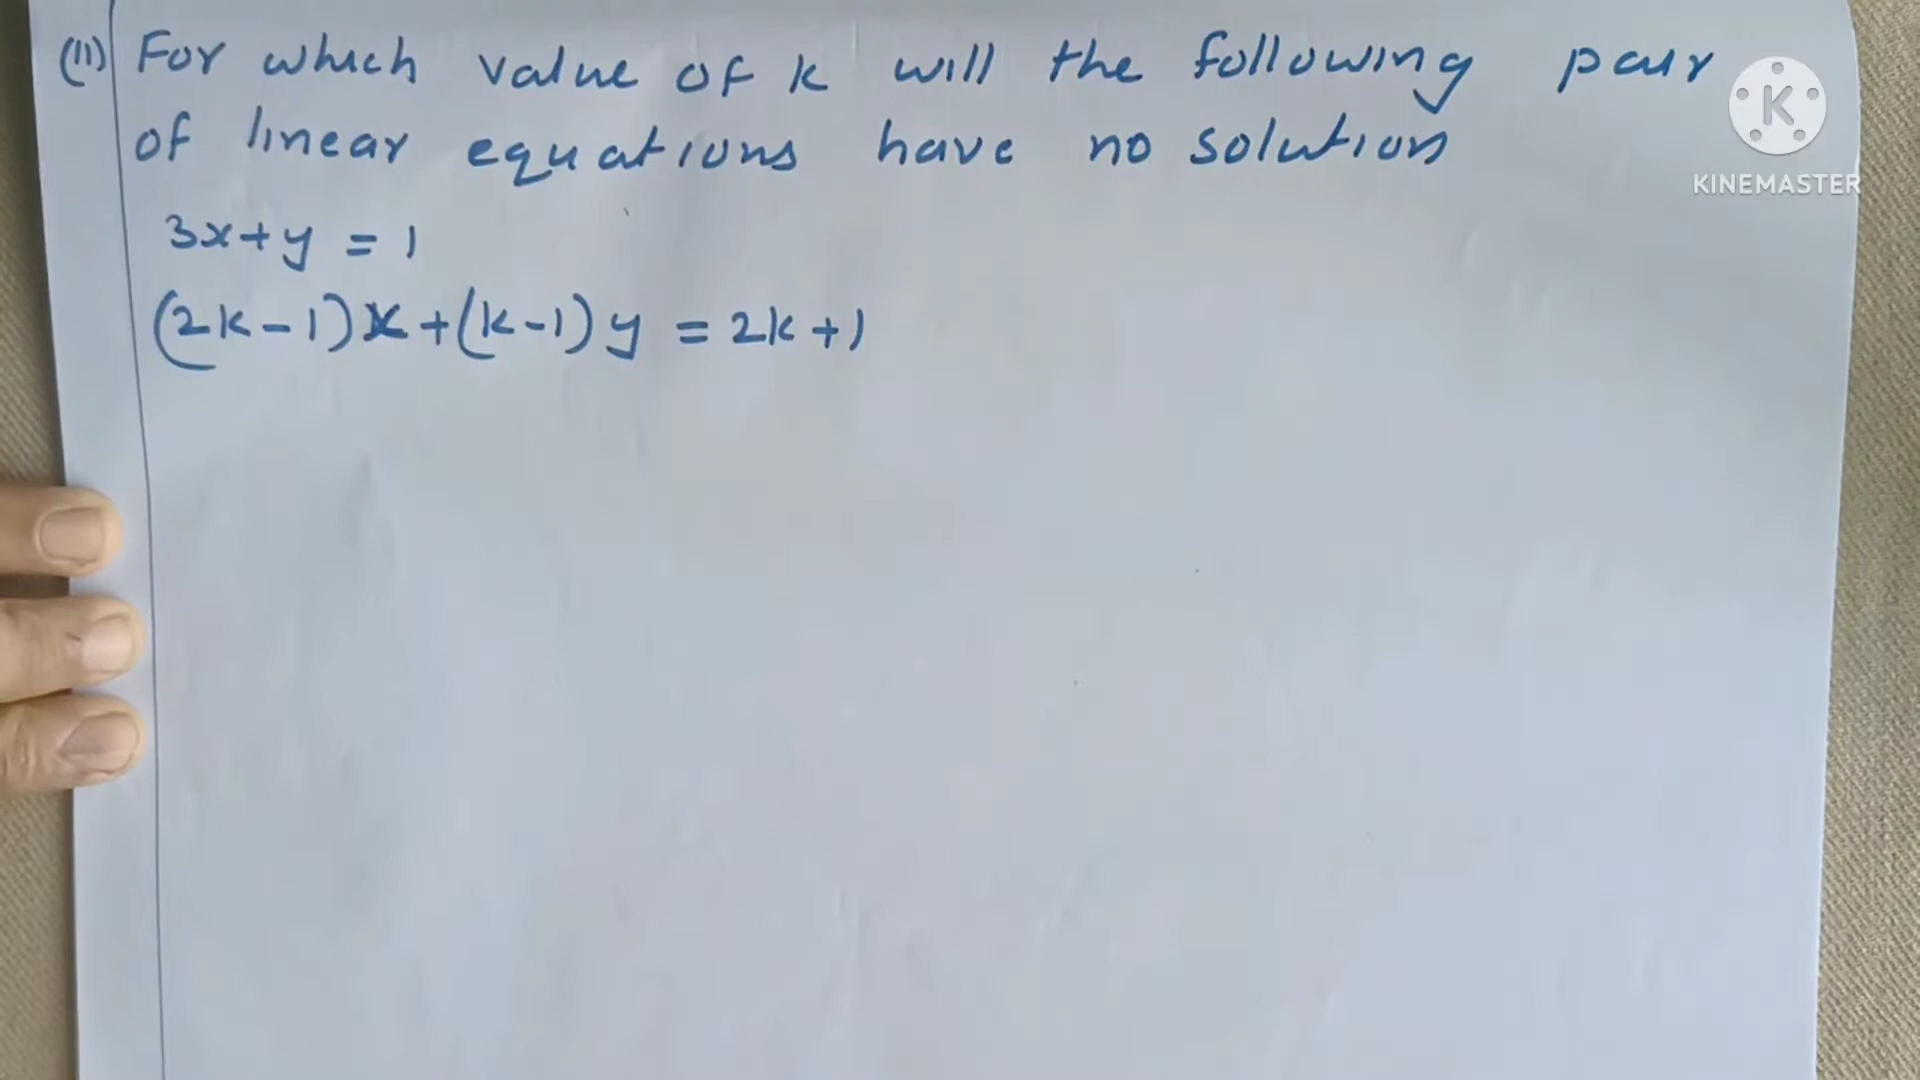 (11) For which value of k will the following pair
of linear equations have no solution
3x+y = 1
(2k-1)x+(k-1)y = 2k+1
K
KINEMASTER